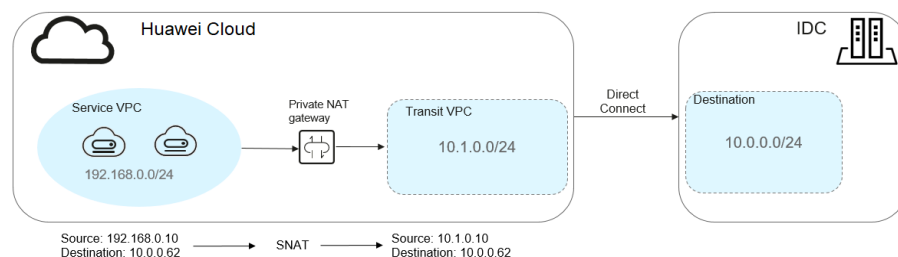 Huawei Cloud
IDC
Service VPC
192.168.0.0/24
Private NAT
gateway
Transit VPC
10.1.0.0/24
Direct
Connect
Destination
10.0.0.0/24
Source: 192.168.0.10
Destination: 10.0.0.62
SNAT
Source: 10.1.0.10
Destination: 10.0.0.62